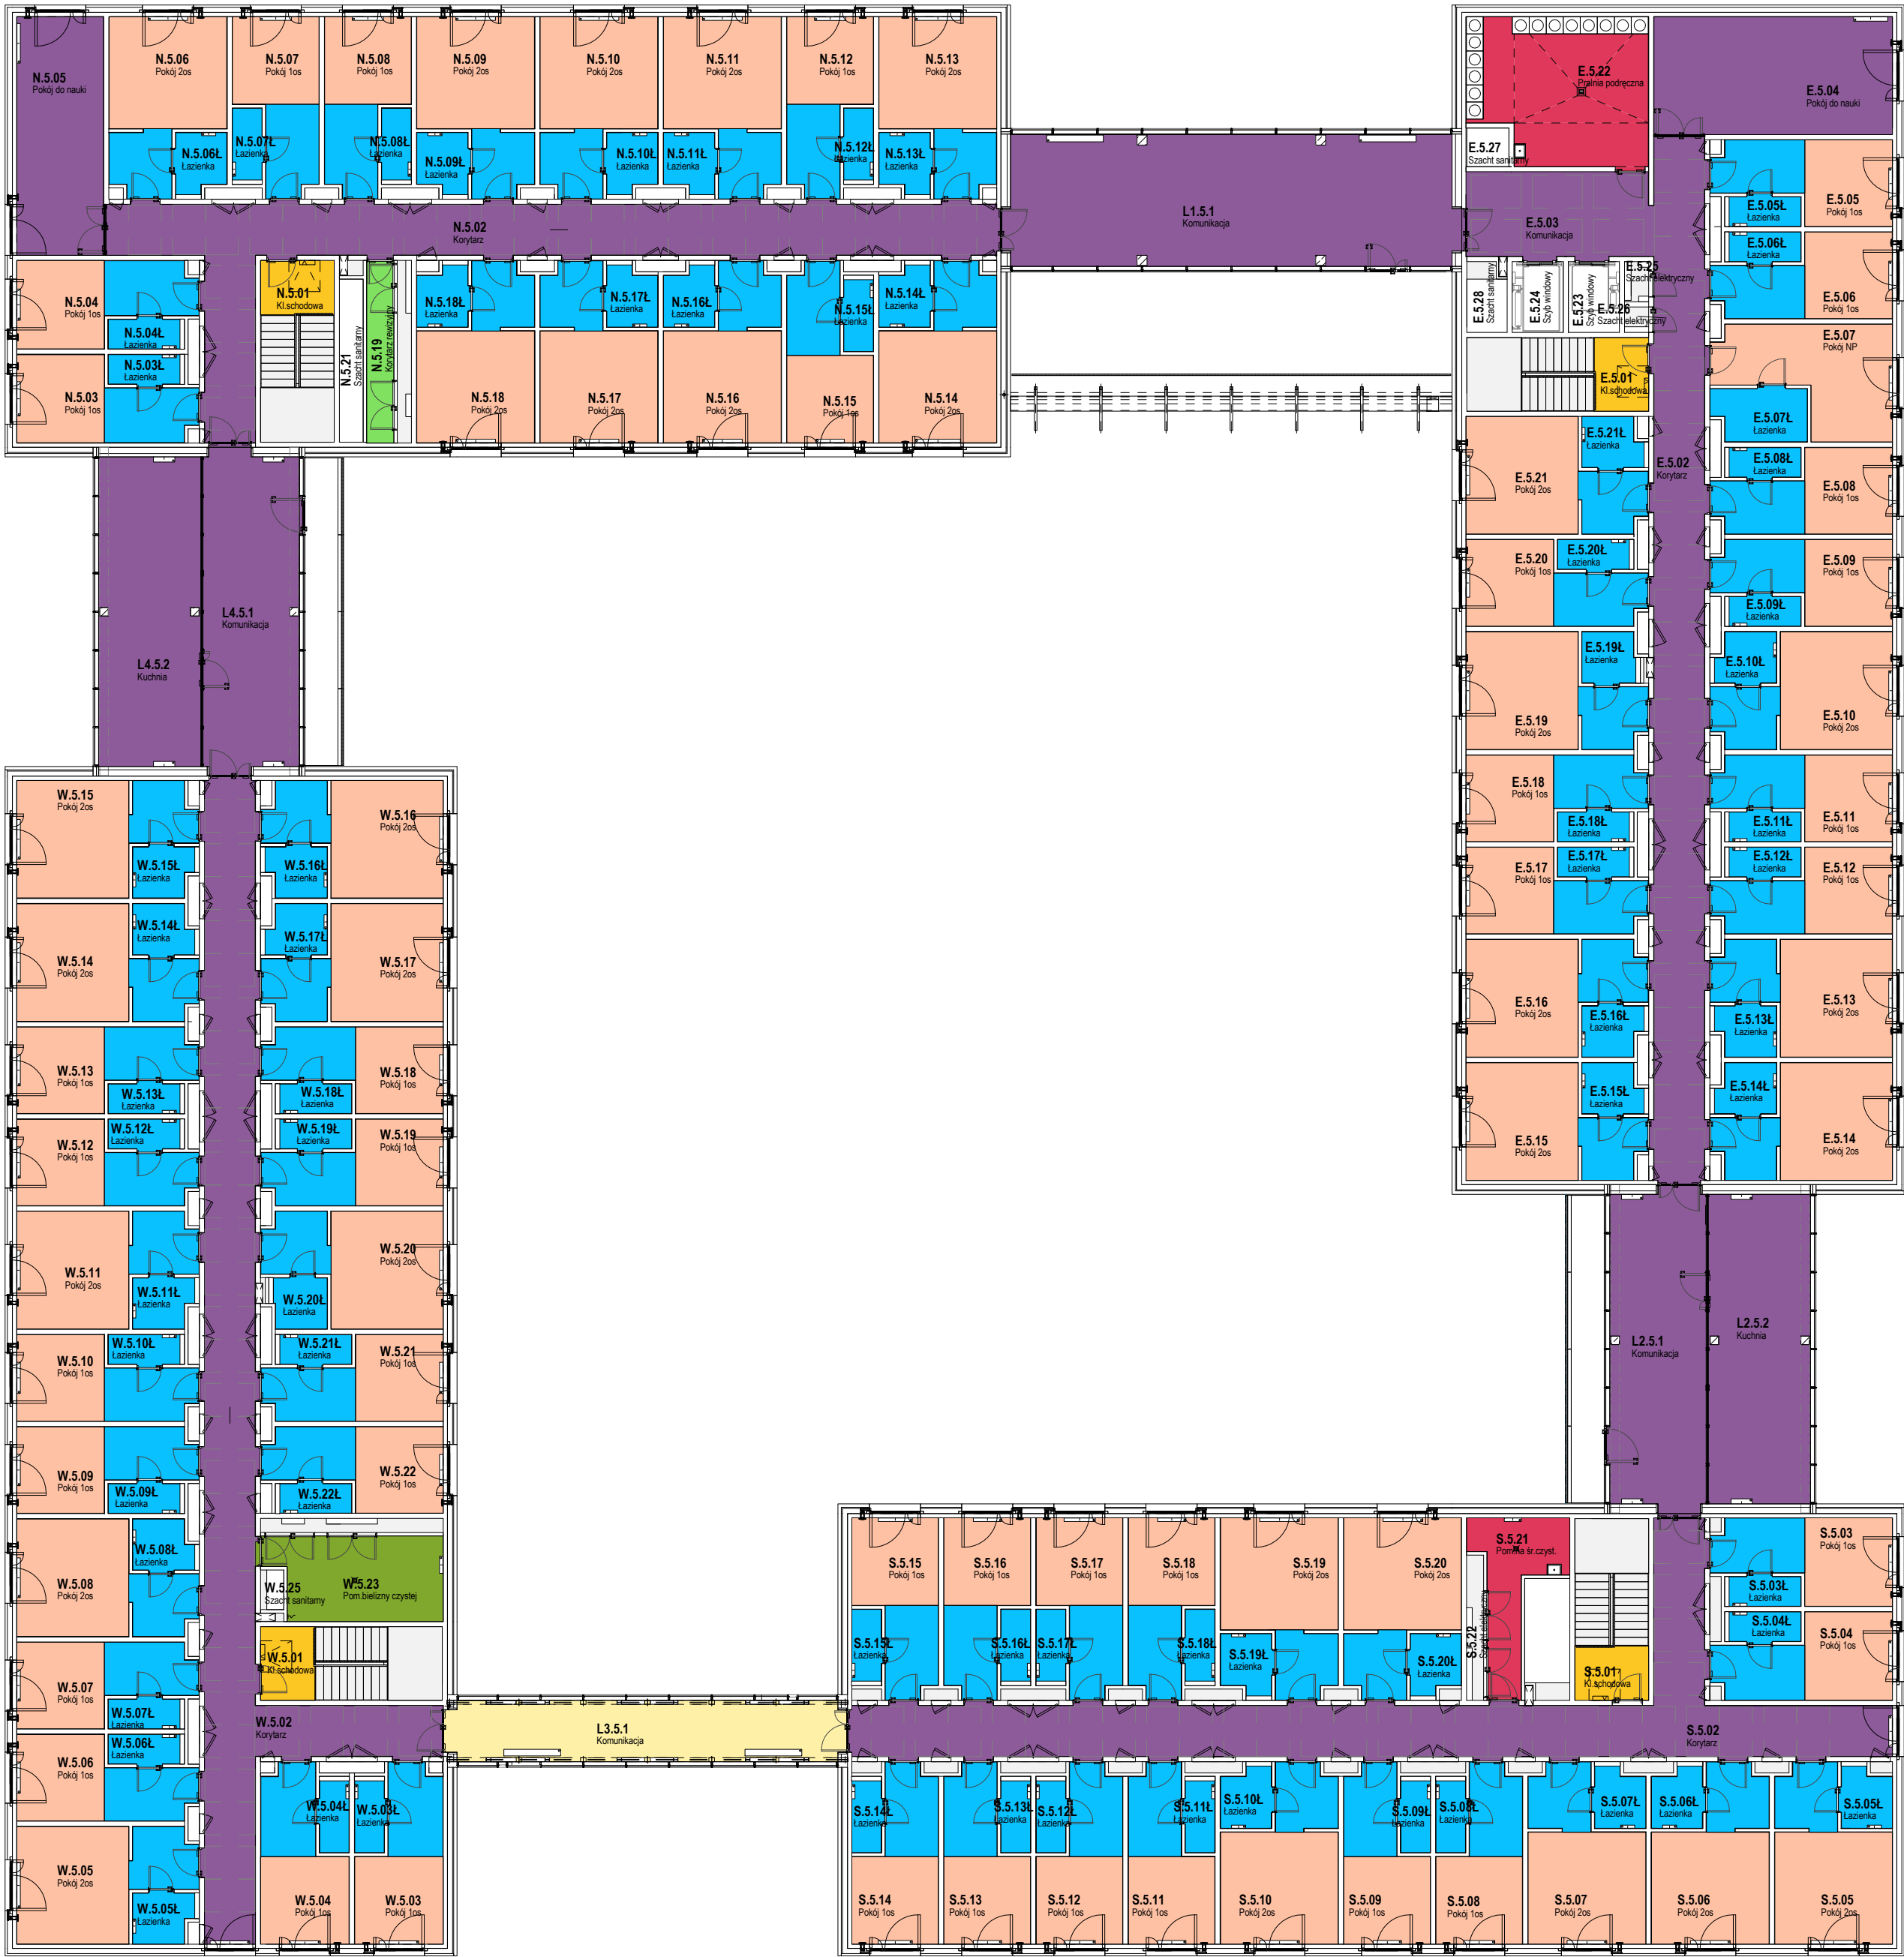 N.5.05
Pokój do nauki
N.5.06
Pokój 2os
N.5.07
Pokój 1os
N.5.08
Pokój 1os
N.5.09
Pokój 2os
N.5.10
Pokój 2os
N.5.11
Pokój 2os
N.5.12
Pokój 1os
N.5.13
Pokój 2os
N.5.06Ł
Łazienka
N.5.07Ł
Łazienka
N.5.08Ł
Łazienka
N.5.09Ł
Łazienka
N.5.10Ł
Łazienka
N.5.11Ł
Łazienka
N.5.12Ł
Łazienka
N.5.13Ł
Łazienka
N.5.02
Korytarz
N.5.04
Pokój 1os
N.5.04Ł
Łazienka
N.5.03Ł
Łazienka
N.5.03
Pokój 1os
N.5.01
Kl.schodowa
N.5.21
Szacht sanitarny
N.5.19
Korytarz rewizyjny
N.5.18Ł
Łazienka
N.5.17Ł
Łazienka
N.5.16Ł
Łazienka
N.5.15Ł
Łazienka
N.5.14Ł
Łazienka
N.5.18
Pokój 2os
N.5.17
Pokój 2os
N.5.16
Pokój 2os
N.5.15
Pokój 1os
N.5.14
Pokój 2os
L1.5.1
Komunikacja
E.5.22
Pralnia podręczna
E.5.04
Pokój do nauki
E.5.27
Szacht sanitarny
E.5.03
Komunikacja
E.5.28
Szacht sanitarny
E.5.24
Szyb windowy
E.5.23
Szyb windowy
E.5.25
Szacht elektryczny
E.5.26
Szacht elektryczny
E.5.01
Kl.schodowa
E.5.05Ł
Łazienka
E.5.05
Pokój 1os
E.5.06Ł
Łazienka
E.5.06
Pokój 1os
E.5.07
Pokój NP
E.5.07Ł
Łazienka
E.5.02
Korytarz
E.5.21Ł
Łazienka
E.5.21
Pokój 2os
E.5.08Ł
Łazienka
E.5.08
Pokój 1os
E.5.20
Pokój 1os
E.5.20Ł
Łazienka
E.5.09
Pokój 1os
E.5.09Ł
Łazienka
E.5.19Ł
Łazienka
E.5.19
Pokój 2os
E.5.10Ł
Łazienka
E.5.10
Pokój 2os
E.5.18
Pokój 1os
E.5.18Ł
Łazienka
E.5.11Ł
Łazienka
E.5.11
Pokój 1os
E.5.17
Pokój 1os
E.5.17Ł
Łazienka
E.5.12Ł
Łazienka
E.5.12
Pokój 1os
E.5.16
Pokój 2os
E.5.16Ł
Łazienka
E.5.13Ł
Łazienka
E.5.13
Pokój 2os
E.5.15Ł
Łazienka
E.5.15
Pokój 2os
E.5.14Ł
Łazienka
E.5.14
Pokój 2os
L4.5.1
Komunikacja
L4.5.2
Kuchnia
L2.5.1
Komunikacja
L2.5.2
Kuchnia
W.5.15
Pokój 2os
W.5.15Ł
Łazienka
W.5.16Ł
Łazienka
W.5.16
Pokój 2os
W.5.14
Pokój 2os
W.5.14Ł
Łazienka
W.5.17Ł
Łazienka
W.5.17
Pokój 2os
W.5.13
Pokój 1os
W.5.13Ł
Łazienka
W.5.18Ł
Łazienka
W.5.18
Pokój 1os
W.5.12
Pokój 1os
W.5.12Ł
Łazienka
W.5.19Ł
Łazienka
W.5.19
Pokój 1os
W.5.11
Pokój 2os
W.5.11Ł
Łazienka
W.5.20Ł
Łazienka
W.5.20
Pokój 2os
W.5.10
Pokój 1os
W.5.10Ł
Łazienka
W.5.21Ł
Łazienka
W.5.21
Pokój 1os
W.5.09
Pokój 1os
W.5.09Ł
Łazienka
W.5.22Ł
Łazienka
W.5.22
Pokój 1os
W.5.08
Pokój 2os
W.5.08Ł
Łazienka
W.5.25
Szacht sanitarny
W.5.23
Pom.bielizny czystej
W.5.01
Kl.schodowa
W.5.07
Pokój 1os
W.5.07Ł
Łazienka
W.5.06Ł
Łazienka
W.5.06
Pokój 1os
W.5.02
Korytarz
W.5.05
Pokój 2os
W.5.05Ł
Łazienka
W.5.04Ł
Łazienka
W.5.03Ł
Łazienka
W.5.04
Pokój 1os
W.5.03
Pokój 1os
L3.5.1
Komunikacja
S.5.15
Pokój 1os
S.5.16
Pokój 1os
S.5.17
Pokój 1os
S.5.18
Pokój 1os
S.5.19
Pokój 2os
S.5.20
Pokój 2os
S.5.21
Pom.na śr.czyst.
S.5.22
Szacht elektryczny
S.5.01
Kl.schodowa
S.5.03
Pokój 1os
S.5.03Ł
Łazienka
S.5.04Ł
Łazienka
S.5.04
Pokój 1os
S.5.15Ł
Łazienka
S.5.16Ł
Łazienka
S.5.17Ł
Łazienka
S.5.18Ł
Łazienka
S.5.19Ł
Łazienka
S.5.20Ł
Łazienka
S.5.02
Korytarz
S.5.14Ł
Łazienka
S.5.13Ł
Łazienka
S.5.12Ł
Łazienka
S.5.11Ł
Łazienka
S.5.10Ł
Łazienka
S.5.09Ł
Łazienka
S.5.08Ł
Łazienka
S.5.07Ł
Łazienka
S.5.06Ł
Łazienka
S.5.05Ł
Łazienka
S.5.14
Pokój 1os
S.5.13
Pokój 1os
S.5.12
Pokój 1os
S.5.11
Pokój 1os
S.5.10
Pokój 2os
S.5.09
Pokój 1os
S.5.08
Pokój 1os
S.5.07
Pokój 2os
S.5.06
Pokój 2os
S.5.05
Pokój 2os